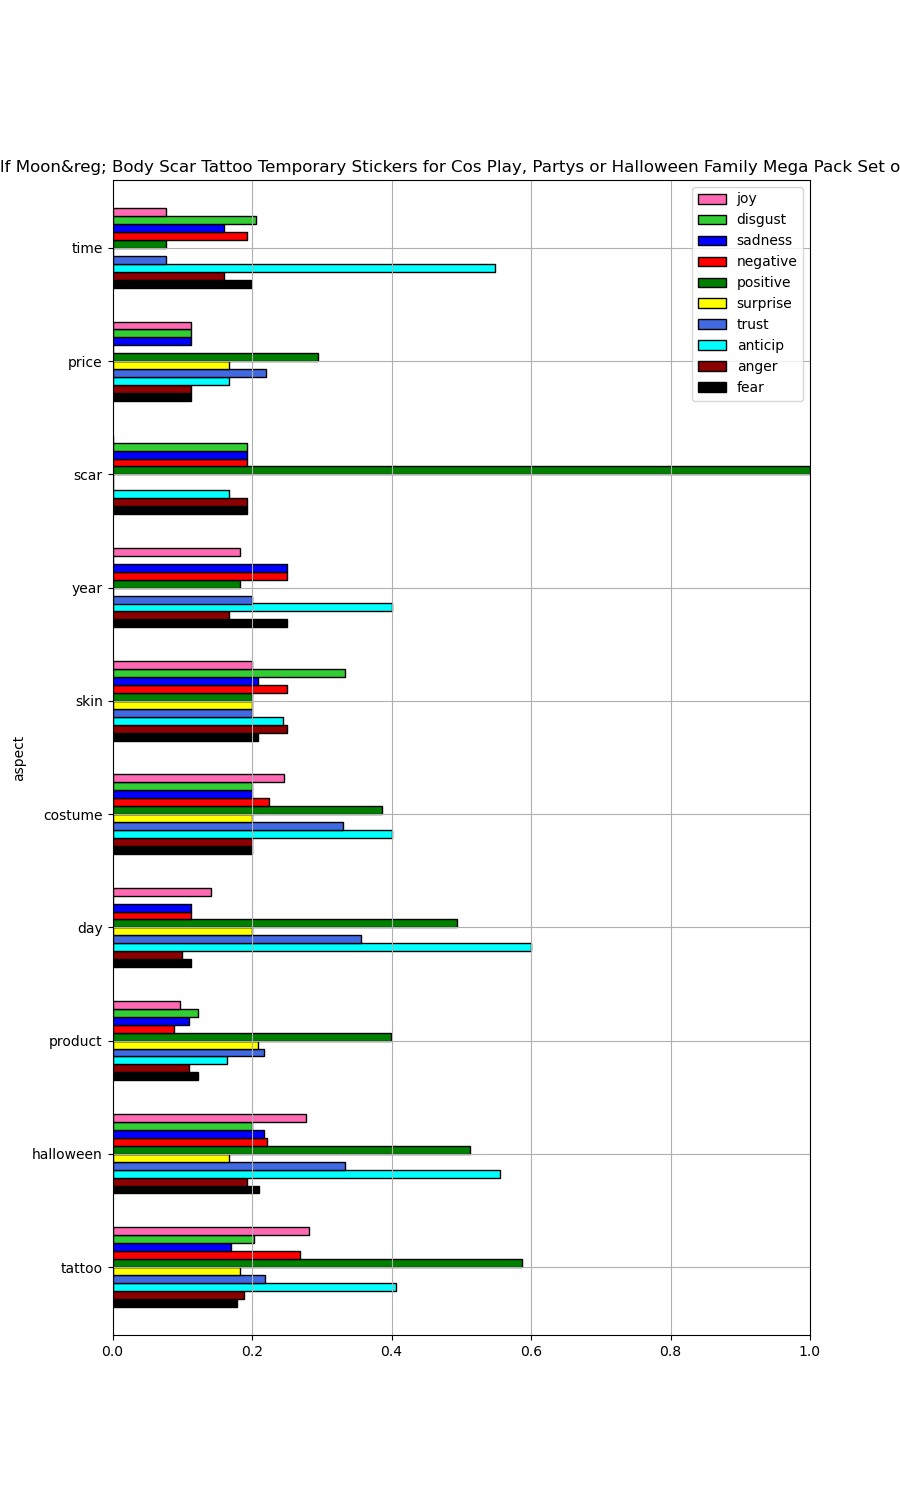 lf Moon&reg; Body Scar Tattoo Temporary Stickers for Cos Play, Partys or Halloween Family Mega Pack Set o
joy
disgust
sadness
negative
positive
surprise
trust
anticip
anger
fear
time
price
scar
year
skin
costume
day
product
halloween
tattoo
aspect
0.0 0.2 0.4 0.6 0.8 1.0